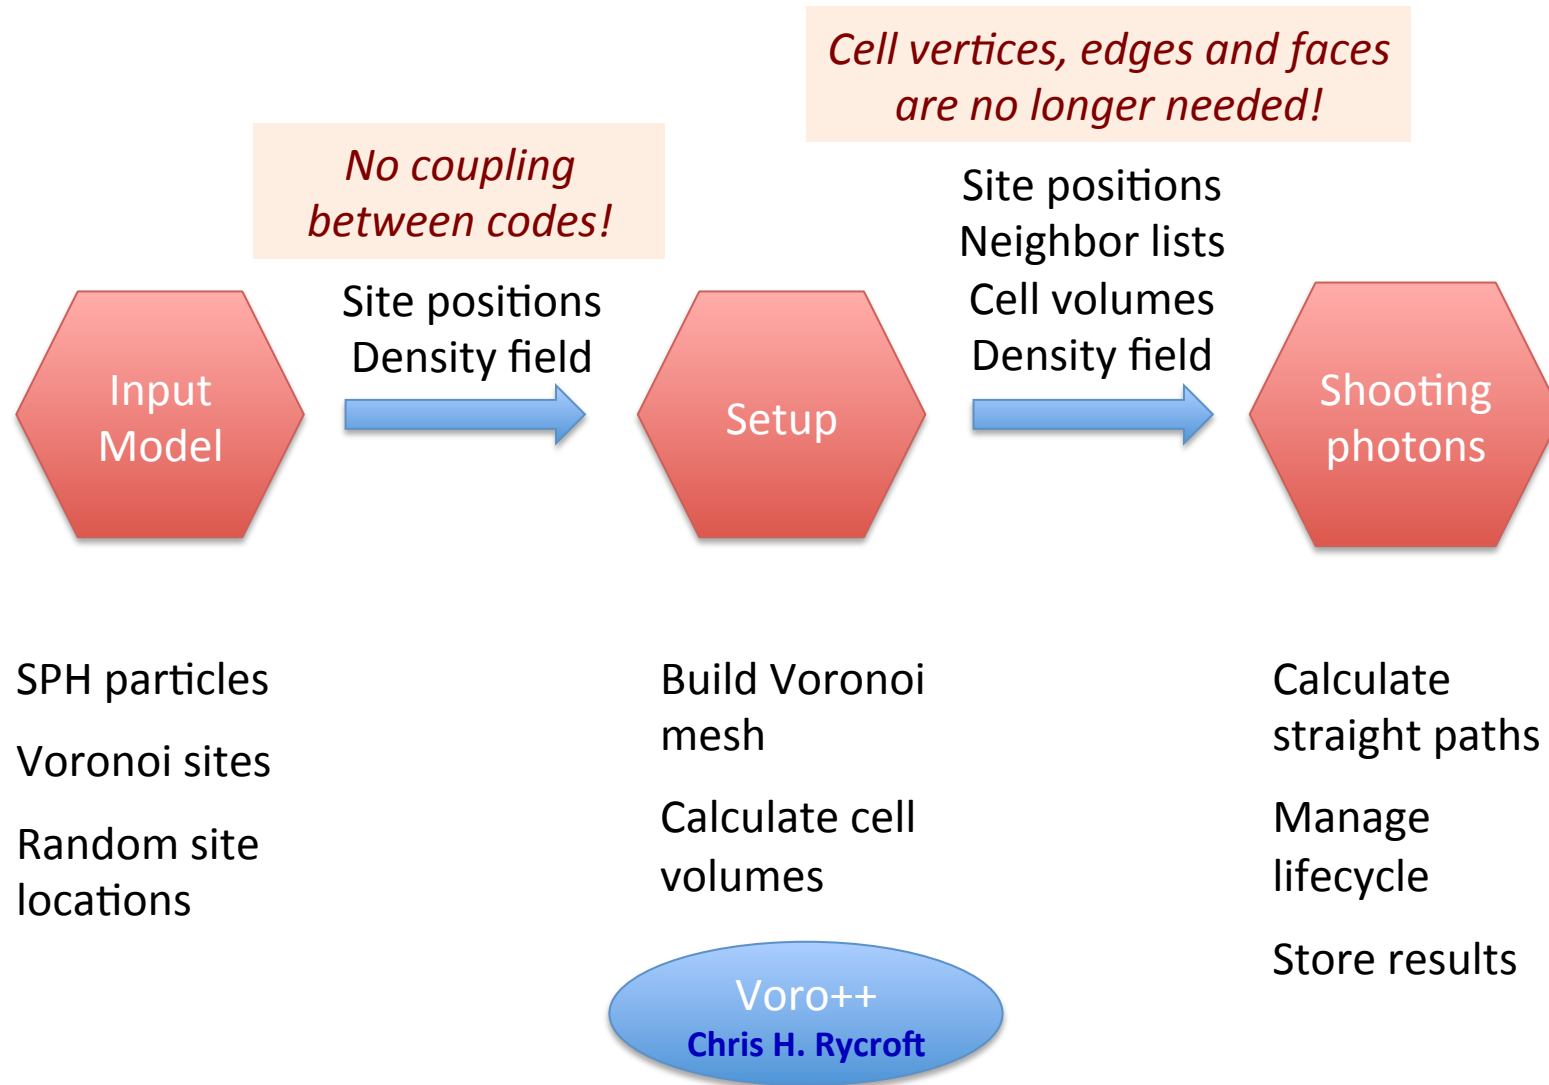 Cell vertices, edges and faces
are no longer needed!
No coupling
between codes!
Site positions
Neighbor lists
Cell volumes
Density field
Site positions
Density field
Input
Model
Setup
Shooting
photons
SPH particles
Voronoi sites
Random site
locations
Build Voronoi
mesh
Calculate cell
volumes
Voro++
Chris H. Rycroft
Calculate
straight paths
Manage
lifecycle
Store results